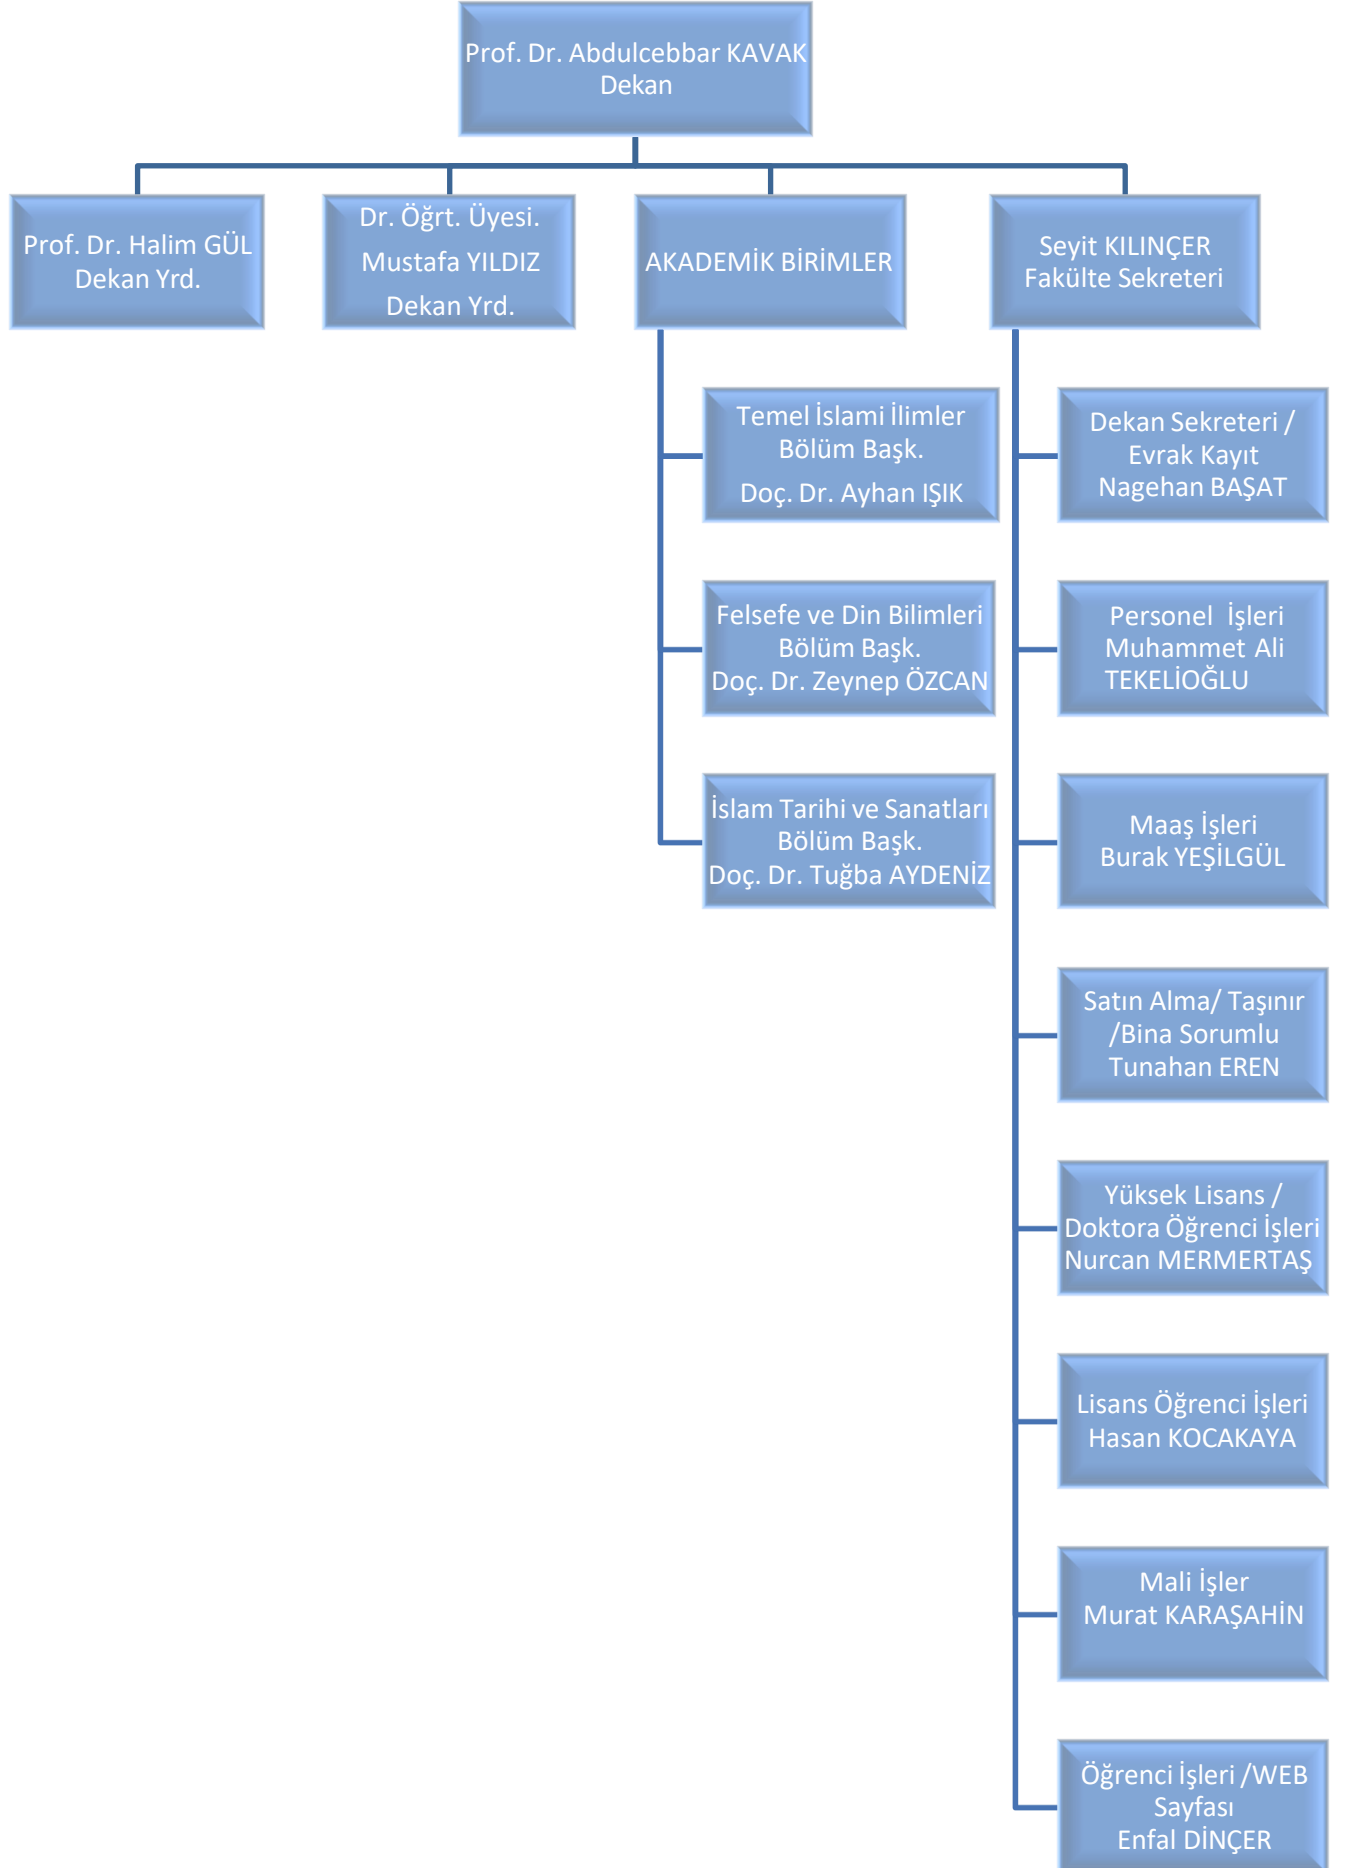 Prof. Dr. Abdulcebbar KAVAK
Dekan
Prof. Dr. Halim GÜL
Dekan Yrd.
Dr. Öğrt. Üyesi.
Mustafa YILDIZ
Dekan Yrd.
AKADEMİK BİRİMLER
Seyit KILINÇER
Fakülte Sekreteri
Temel İslami İlimler
Bölüm Başk.
Doç. Dr. Ayhan IŞIK
Felsefe ve Din Bilimleri
Bölüm Başk.
Doç. Dr. Zeynep ÖZCAN
İslam Tarihi ve Sanatları
Bölüm Başk.
Doç. Dr. Tuğba AYDENİZ
Dekan Sekreteri /
Evrak Kayıt
Nagehan BAŞAT
Personel İşleri
Muhammet Ali
TEKELİOĞLU
Maaş İşleri
Burak YEŞİLGÜL
Satın Alma/ Taşınır
/Bina Sorumlu
Tunahan EREN
Yüksek Lisans /
Doktora Öğrenci İşleri
Nurcan MERMERTAŞ
Lisans Öğrenci İşleri
Hasan KOCAKAYA
Mali İşler
Murat KARAŞAHİN
Öğrenci İşleri /WEB
Sayfası
Enfal DİNÇER